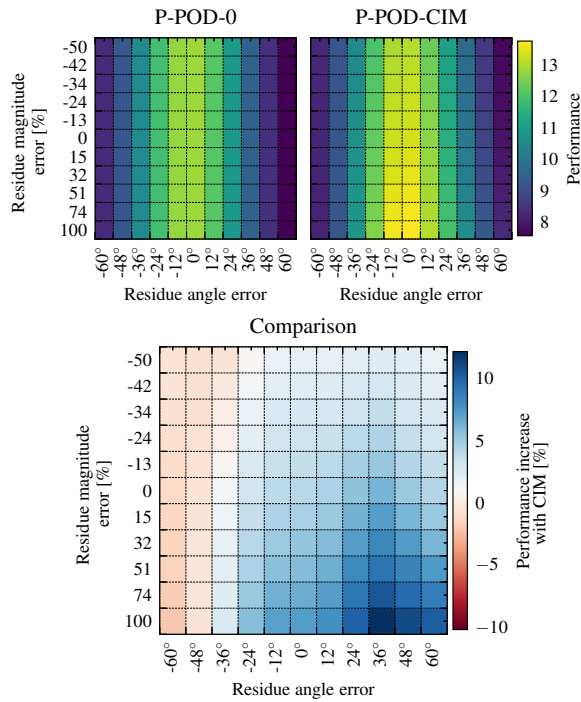 P-POD-0
P-POD-CIM
Residue magnitude
error [%]
-50
-42
-34
-24
-13
0
15
32
51
74
100
-60° -48° -36° -24° -12° 0° 12° 24° 36° 48° 60°
Residue angle error
-60° -48° -36° -24° -12° 0° 12° 24° 36° 48° 60°
Residue angle error
13
12
11
10
9
8
Performance
Comparison
Residue magnitude
error [%]
-50
-42
-34
-24
-13
0
15
32
51
74
100
-60° -48° -36° -24° -12° 0° 12° 24° 36° 48° 60°
Residue angle error
10
5
0
−5
−10
Performance increase
with CIM [%]